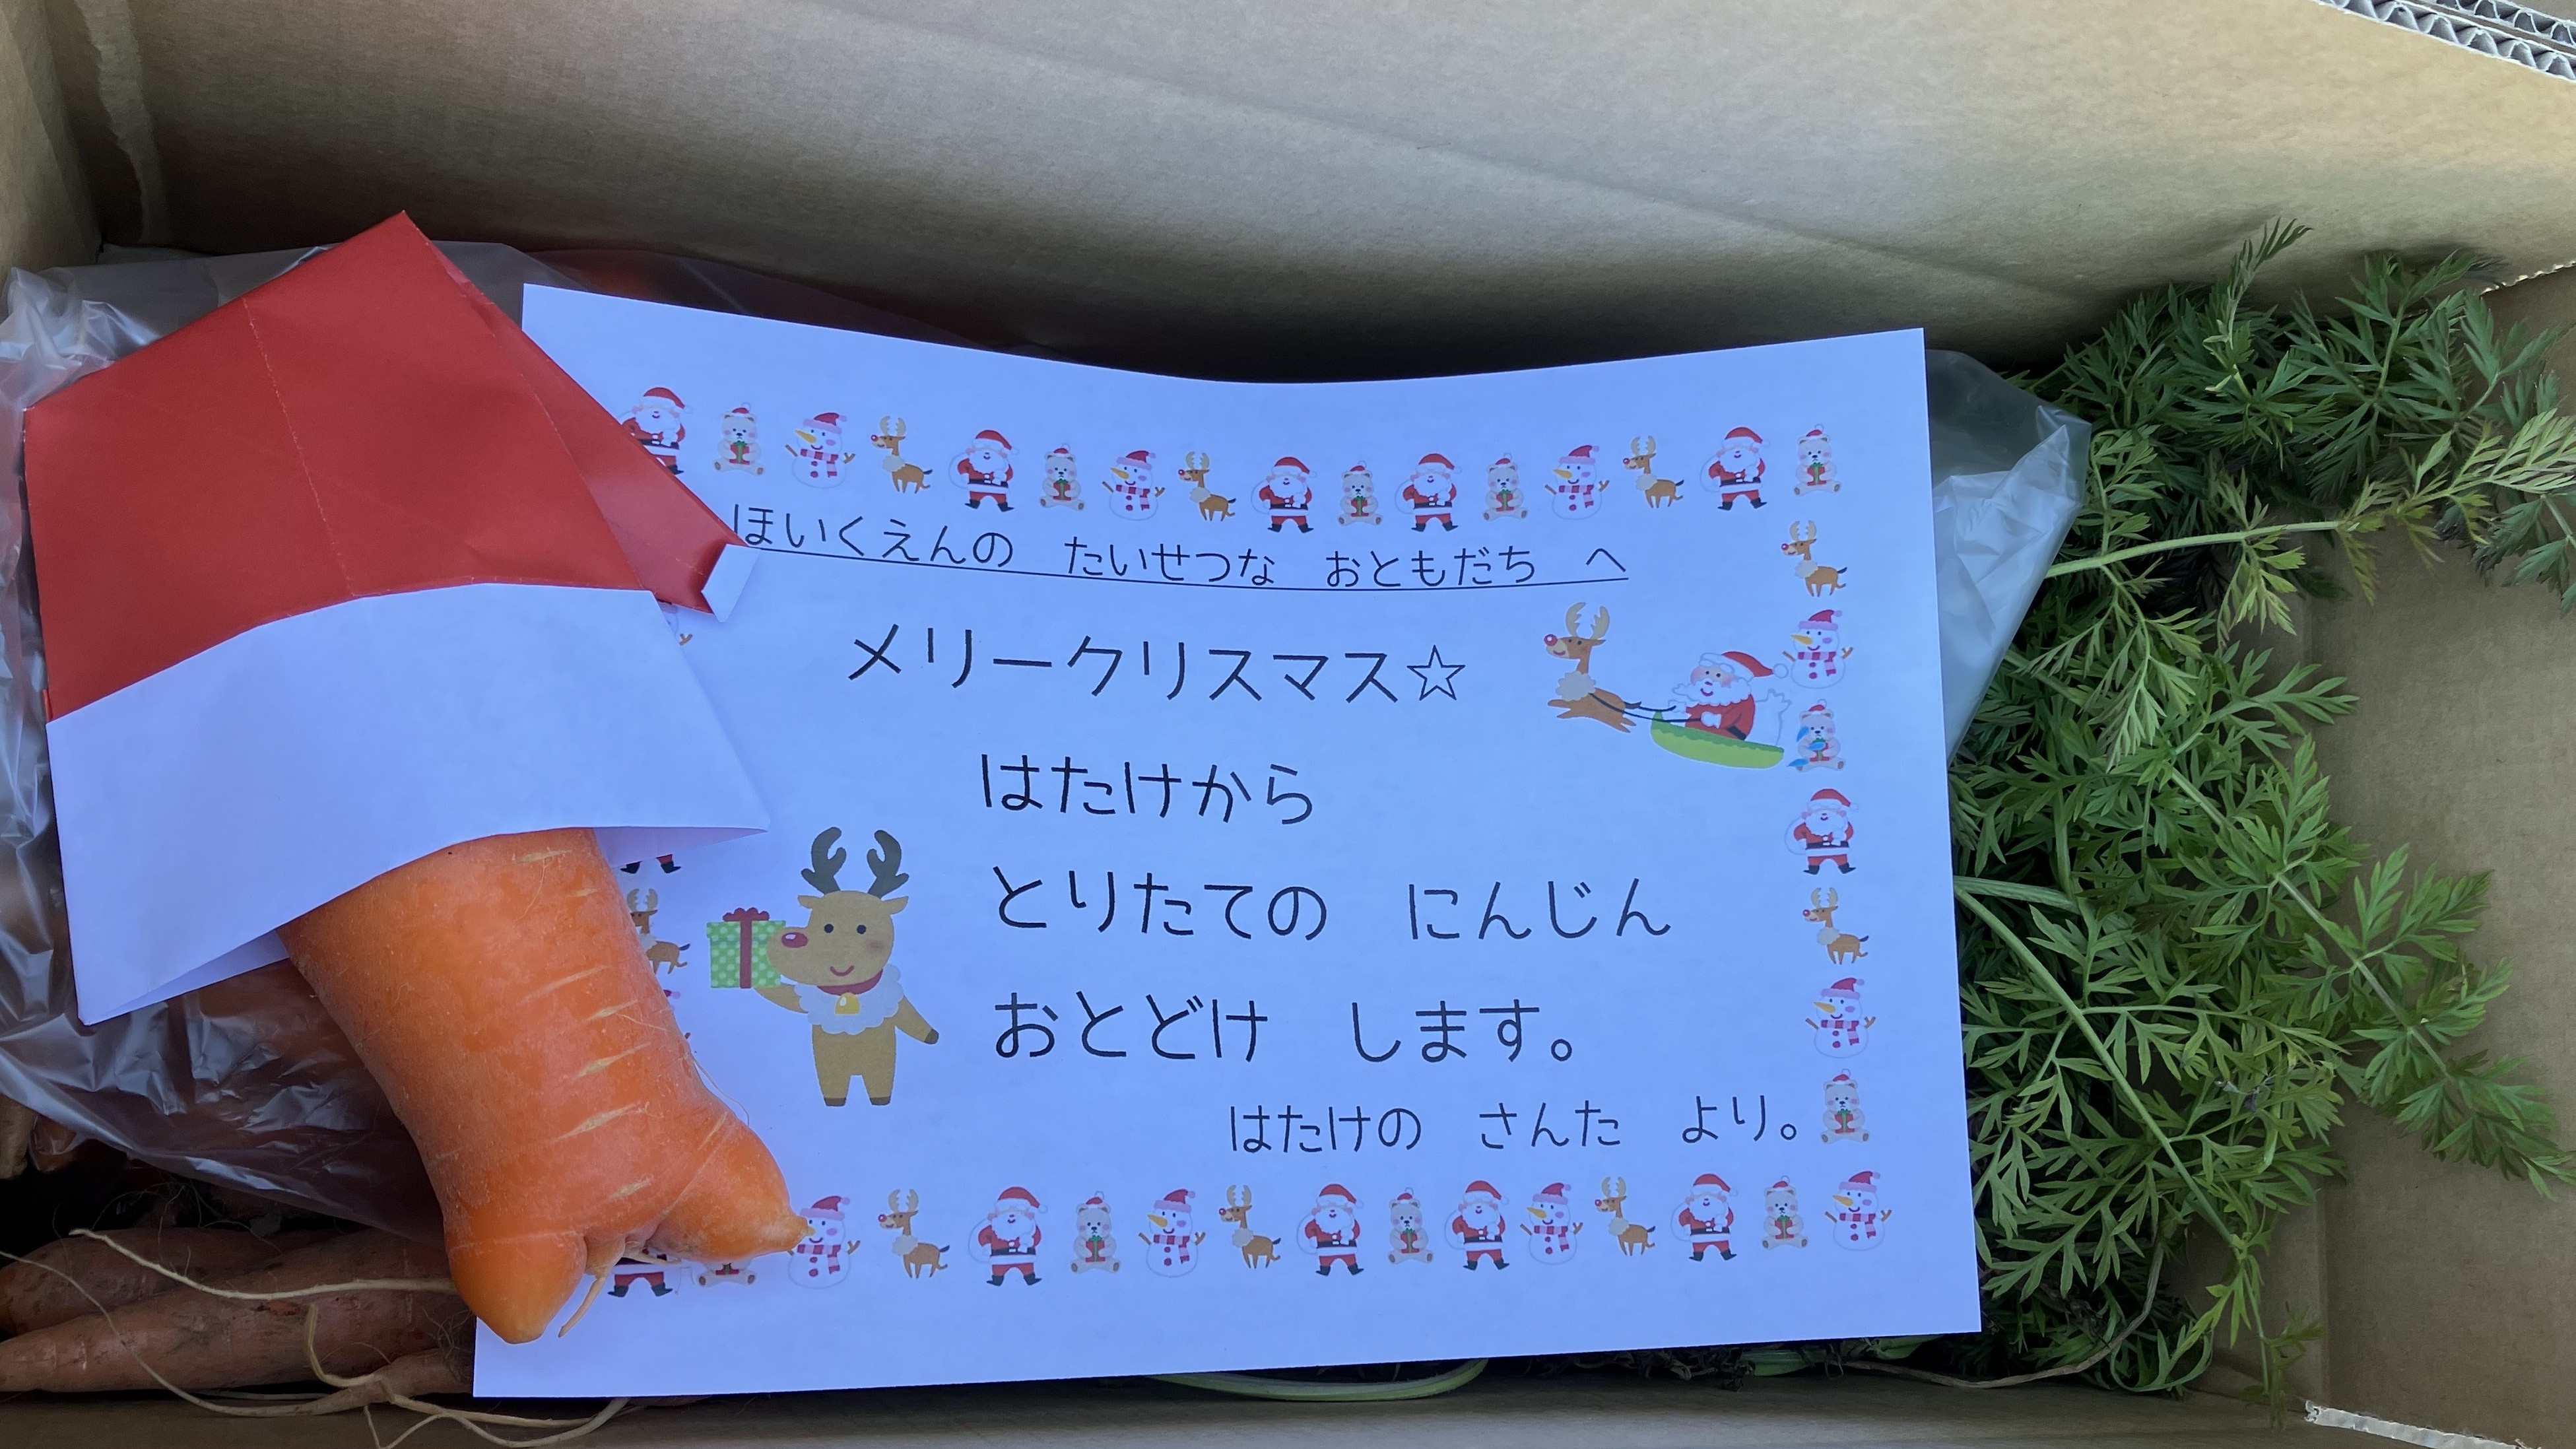 ほいくえんの　たいせつな　おともだち　へ
メリークリスマス☆
はたけから
とりたての　にんじん
おとどけ　します。
はたけの　さんた　より。